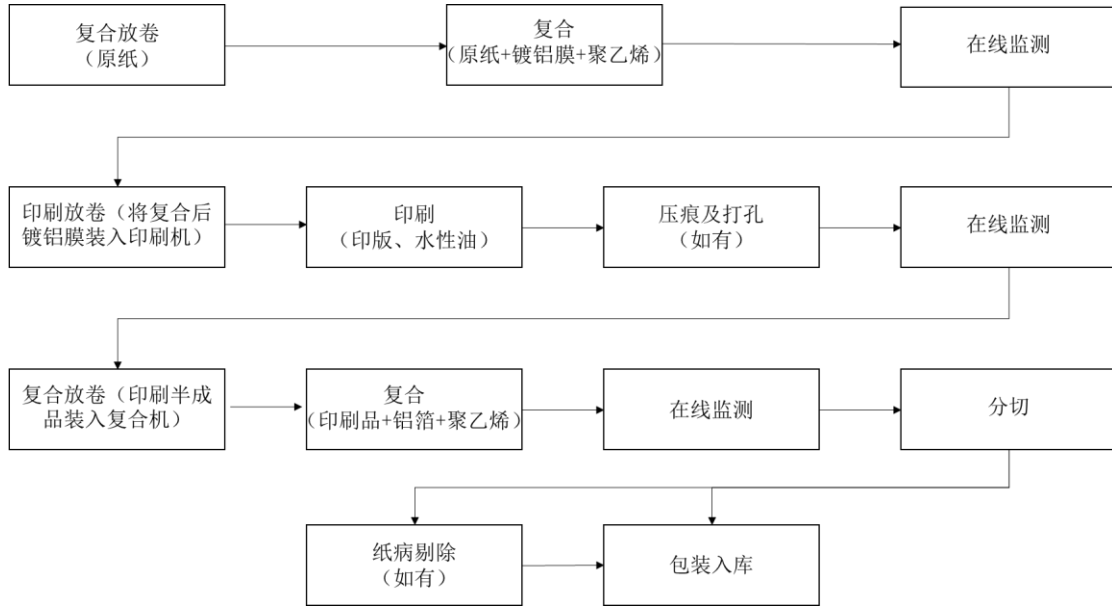 复合放卷
（原纸）
复合
（原纸+镀铝膜+聚乙烯）
在线监测
印刷放卷（将复合后
镀铝膜装入印刷机）
印刷
（印版、水性油）
压痕及打孔
（如有）
在线监测
复合放卷（印刷半成
品装入复合机）
复合
（印刷品+铝箔+聚乙烯）
在线监测
分切
纸病剔除
（如有）
包装入库